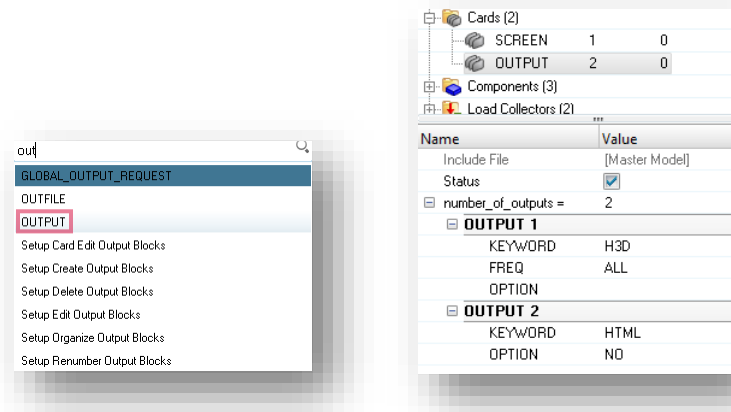 out
GLOBAL_OUTPUT_REQUEST
OUTFILE
OUTPUT
Setup Card Edit Output Blocks
Setup Create Output Blocks
Setup Delete Output Blocks
Setup Edit Output Blocks
Setup Organize Output Blocks
Setup Renumber Output Blocks
Cards (2)
SCREEN 1 0
OUTPUT 2 0
Components (3)
Load Collectors (2)
Name Value
Include File [Master Model]
Status
number_of_outputs = 2
OUTPUT 1
KEYWORD H3D
FREQ ALL
OPTION
OUTPUT 2
KEYWORD HTML
OPTION NO